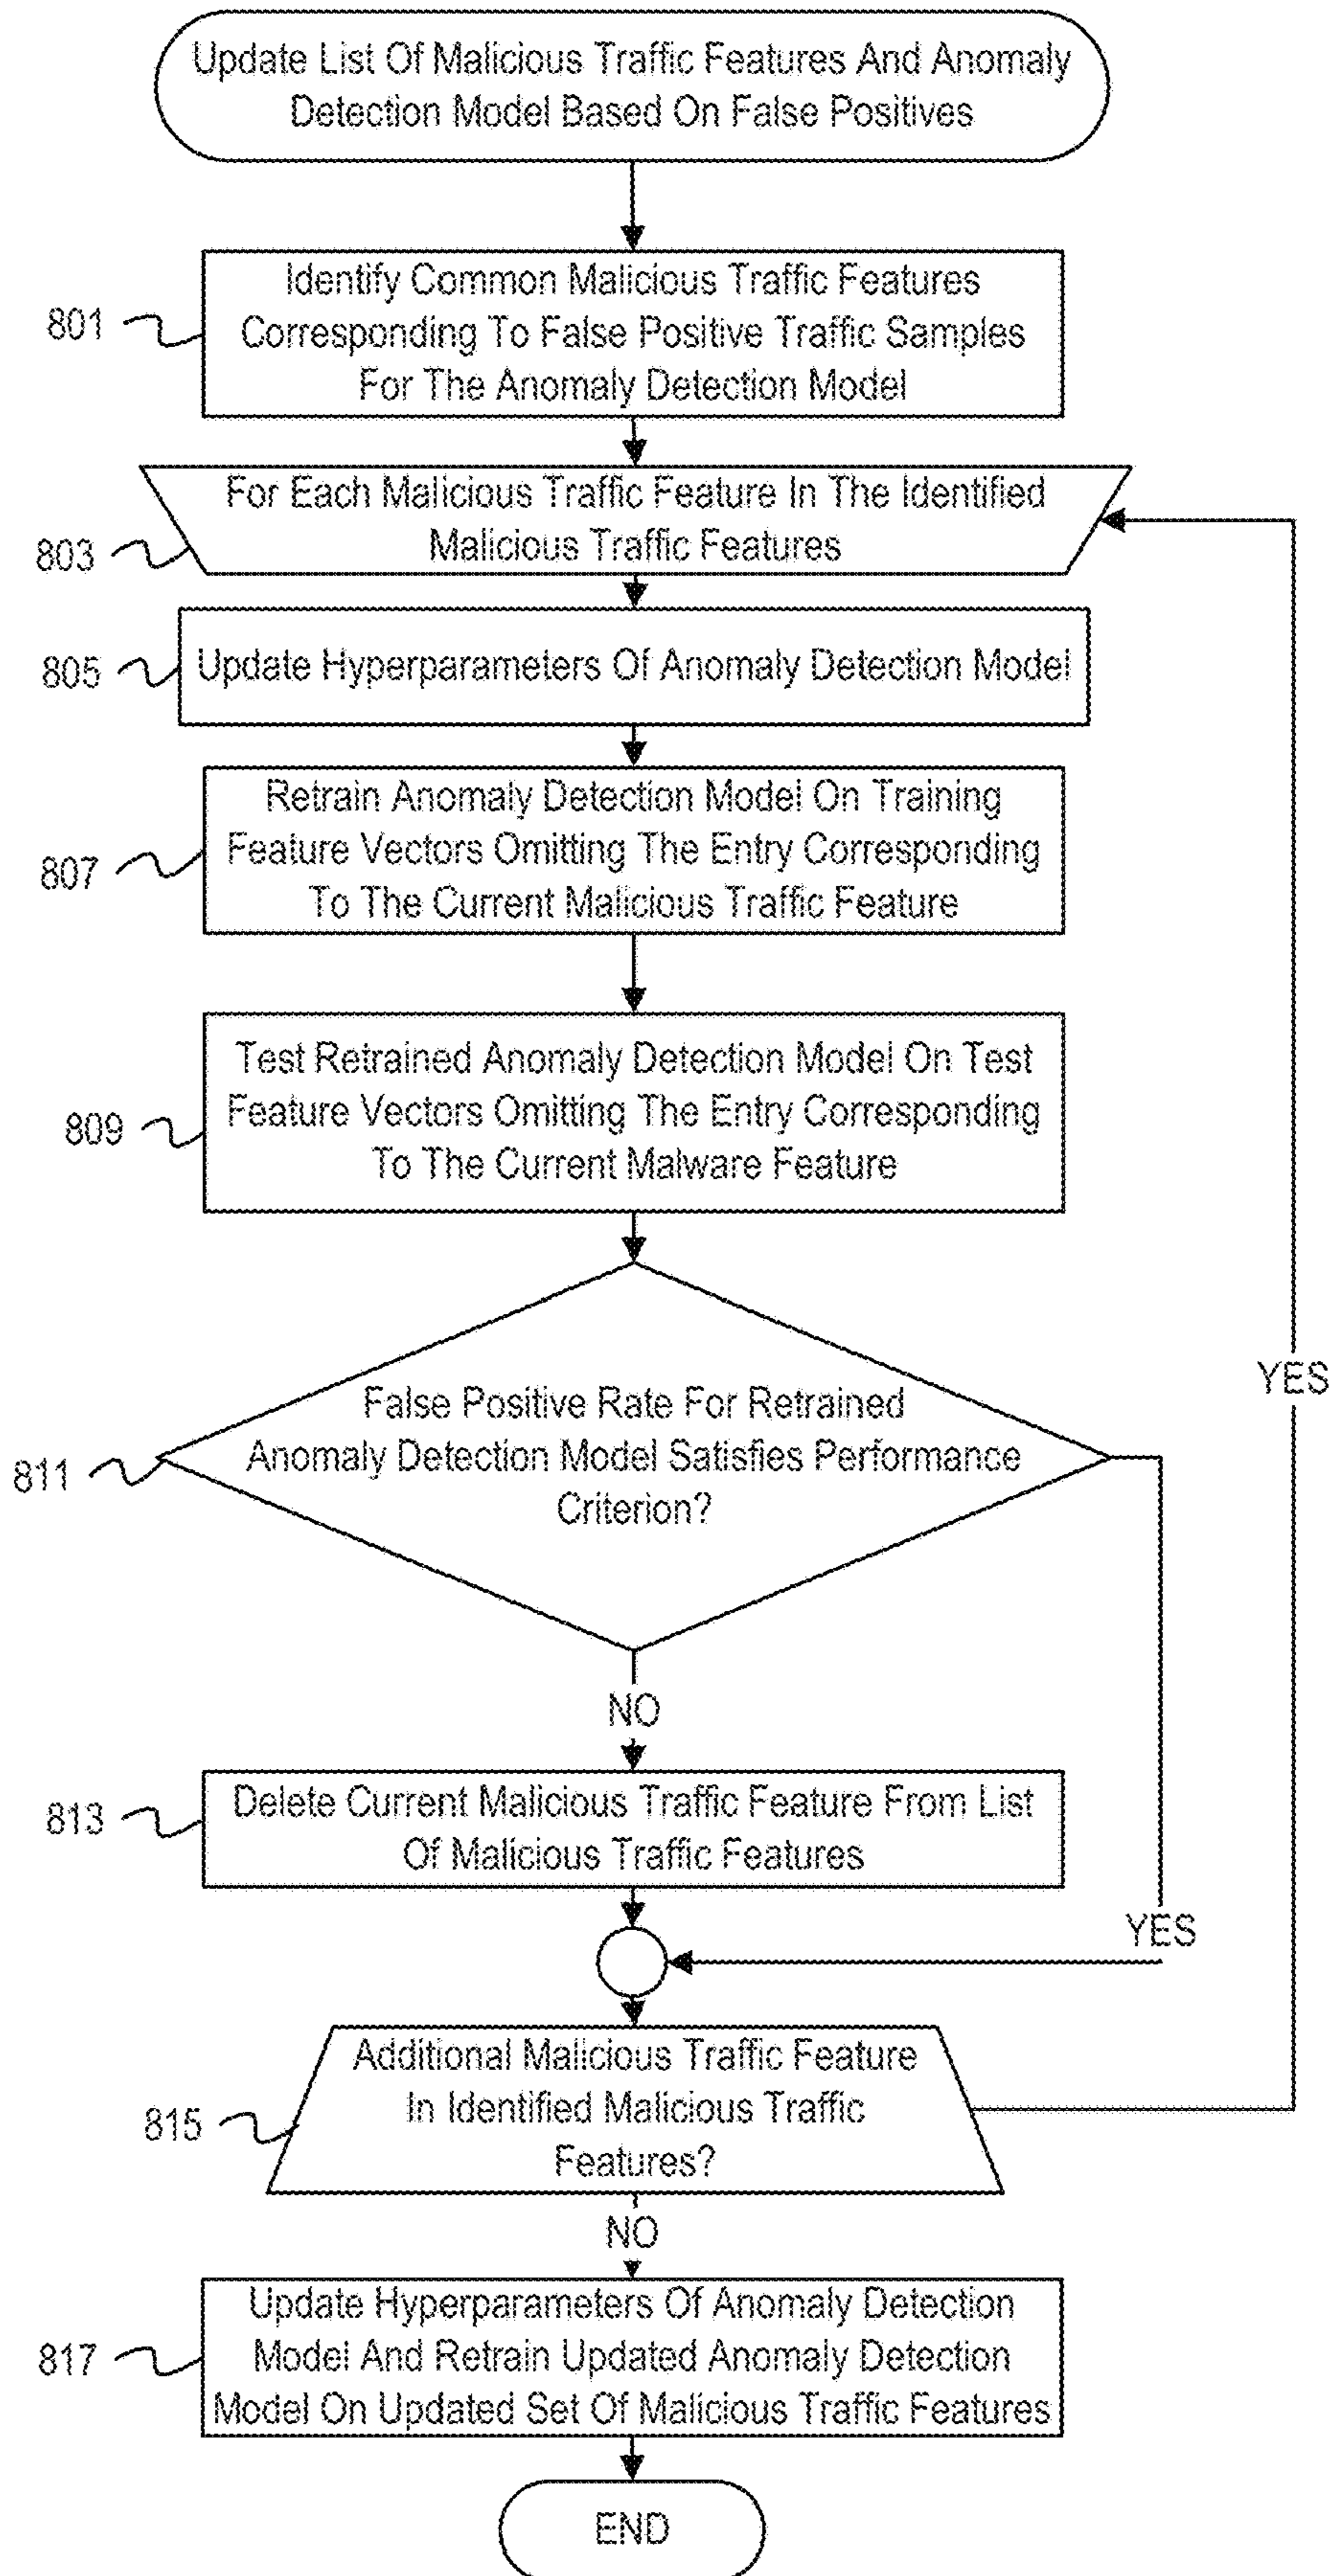 Update List Of Malicious Traffic Features And Anomaly
Detection Model Based On False Positives
801
Identify Common Malicious Traffic Features
Corresponding To False Positive Traffic Samples
For The Anomaly Detection Model
803
For Each Malicious Traffic Feature In The Identified
Malicious Traffic Features
805
Update Hyperparameters Of Anomaly Detection Model
807
Retrain Anomaly Detection Model On Training
Feature Vectors Omitting The Entry Corresponding
To The Current Malicious Traffic Feature
809
Test Retrained Anomaly Detection Model On Test
Feature Vectors Omitting The Entry Corresponding
To The Current Malware Feature
811
False Positive Rate For Retrained
Anomaly Detection Model Satisfies Performance
Criterion?
YES
NO
813
Delete Current Malicious Traffic Feature From List
Of Malicious Traffic Features
YES
815
Additional Malicious Traffic Feature
In Identified Malicious Traffic
Features?
NO
817
Update Hyperparameters Of Anomaly Detection
Model And Retrain Updated Anomaly Detection
Model On Updated Set Of Malicious Traffic Features
END